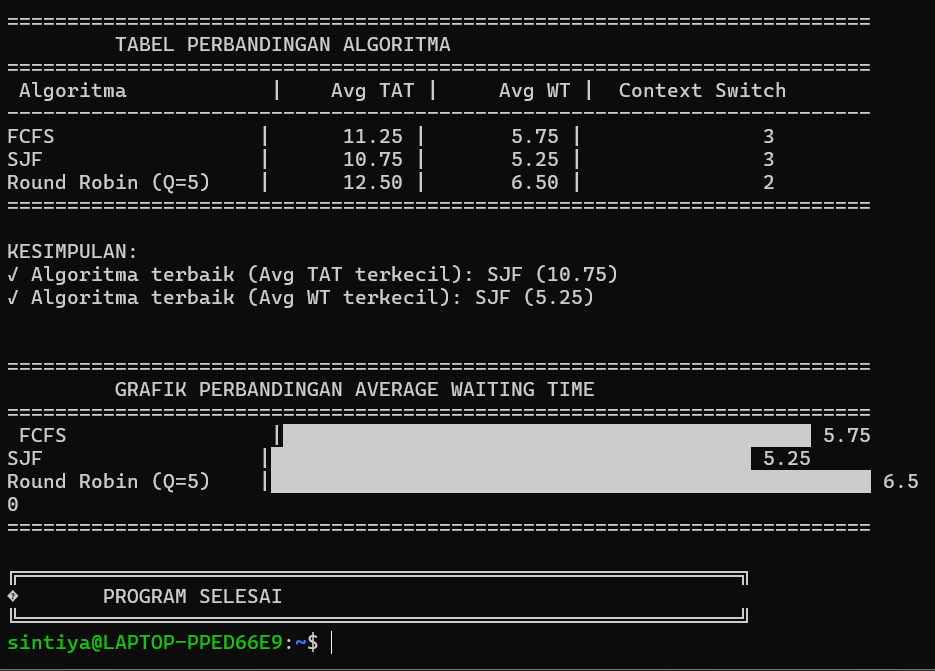 ========================================================================
         TABEL PERBANDINGAN ALGORITMA
========================================================================
 Algoritma            |    Avg TAT |     Avg WT |  Context Switch
------------------------------------------------------------------------
FCFS                 |      11.25 |       5.75 |               3
SJF                  |      10.75 |       5.25 |               3
Round Robin (Q=5)    |      12.50 |       6.50 |               2
========================================================================
KESIMPULAN:
√ Algoritma terbaik (Avg TAT terkecil): SJF (10.75)
√ Algoritma terbaik (Avg WT terkecil): SJF (5.25)
========================================================================
         GRAFIK PERBANDINGAN AVERAGE WAITING TIME
========================================================================
 FCFS                 |████████████████████████████████████████████ 5.75
SJF                  |████████████████████████████████████████ 5.25
Round Robin (Q=5)    |██████████████████████████████████████████████████ 6.5
0
========================================================================
╔════════════════════════════════════════════════════════════╗
�       PROGRAM SELESAI
╚════════════════════════════════════════════════════════════╝
sintiya@LAPTOP-PPED66E9:~$